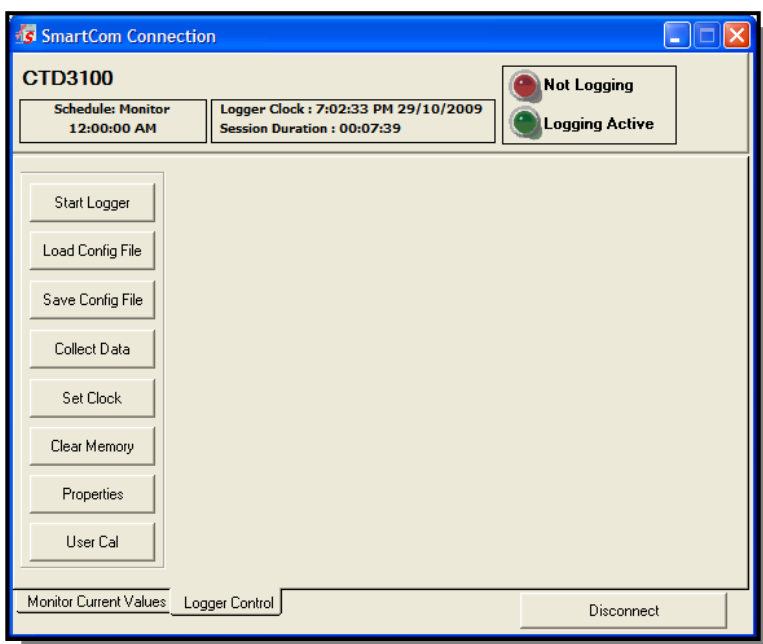 SmartCom Connection
CTD3100
Schedule: Monitor
12:00:00 AM
Logger Clock : 7:02:33 PM 29/10/2009
Session Duration : 00:07:39
Not Logging
Logging Active
Start Logger
Load Config File
Save Config File
Collect Data
Set Clock
Clear Memory
Properties
User Cal
Monitor Current Values
Logger Control
Disconnect